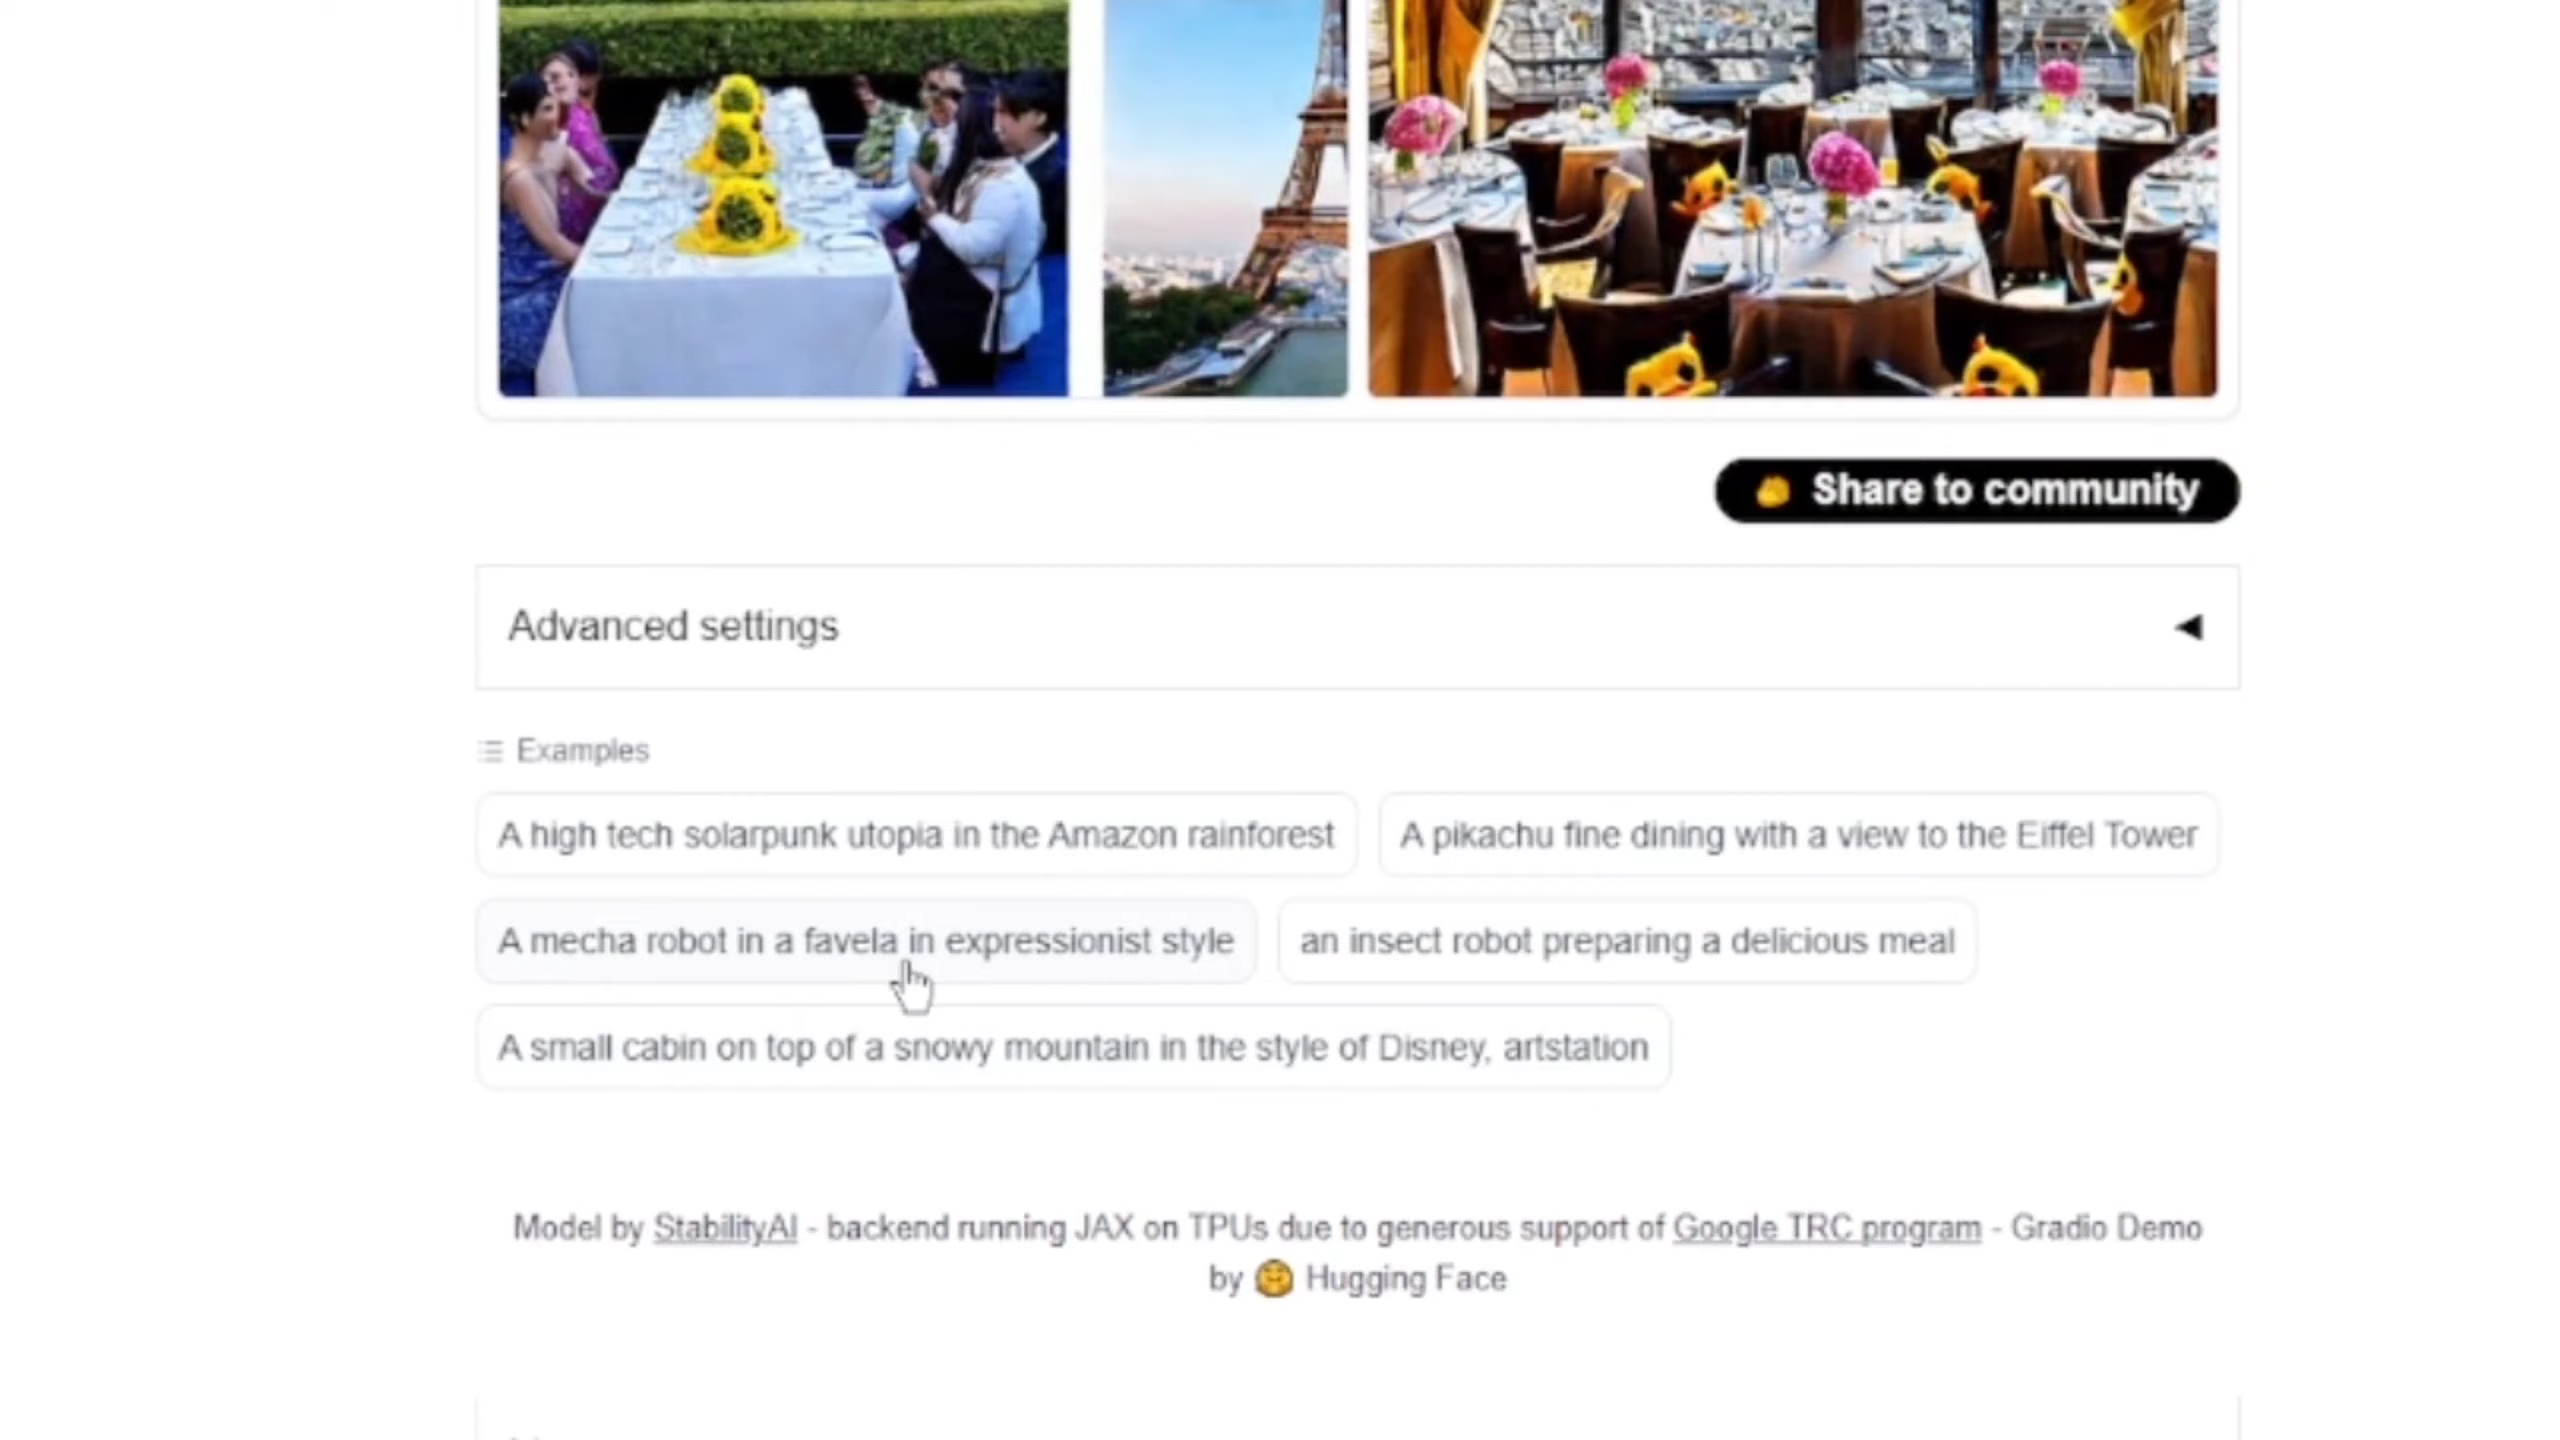 Share to community
Advanced settings
Examples
A high tech solarpunk utopia in the Amazon rainforest
A pikachu fine dining with a view to the Eiffel Tower
A mecha robot in a favela in expressionist style
an insect robot preparing a delicious meal
A small cabin on top of a snowy mountain in the style of Disney, artstation
Model by StabilityAI - backend running JAX on TPUs due to generous support of Google TRC program - Gradio Demo
by 🤗 Hugging Face